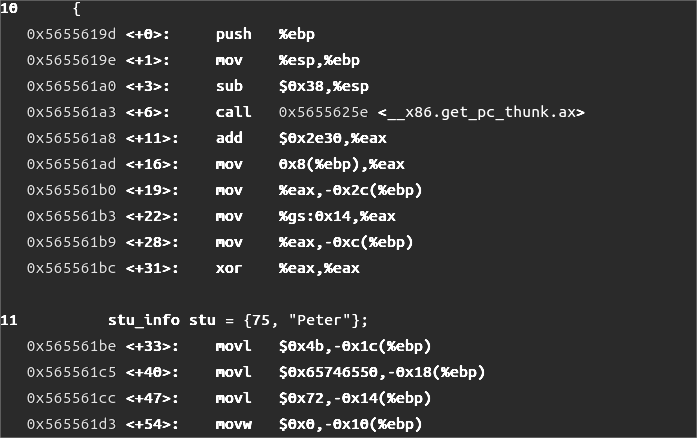 10 {
0x5655619d <+0>: push %ebp
0x5655619e <+1>: mov %esp,%ebp
0x565561a0 <+3>: sub $0x38,%esp
0x565561a3 <+6>: call 0x5655625e <__x86.get_pc_thunk.ax>
0x565561a8 <+11>: add $0x2e30,%eax
0x565561ad <+16>: mov 0x8(%ebp),%eax
0x565561b0 <+19>: mov %eax,-0x2c(%ebp)
0x565561b3 <+22>: mov %gs:0x14,%eax
0x565561b9 <+28>: mov %eax,-0xc(%ebp)
0x565561bc <+31>: xor %eax,%eax
11 stu_info stu = {75, "Peter"};
0x565561be <+33>: movl $0x4b,-0x1c(%ebp)
0x565561c5 <+40>: movl $0x65746550,-0x18(%ebp)
0x565561cc <+47>: movl $0x72,-0x14(%ebp)
0x565561d3 <+54>: movw $0x0,-0x10(%ebp)